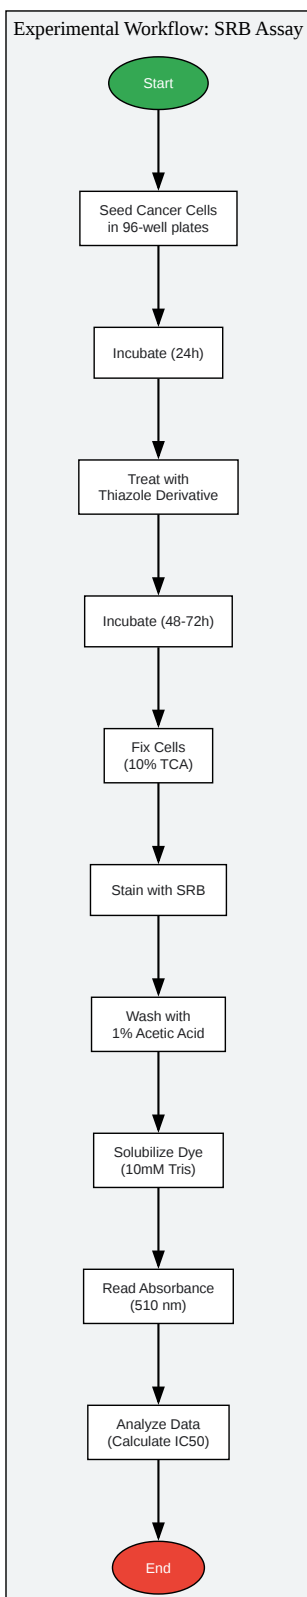 Experimental Workflow: SRB Assay
Start
Seed Cancer Cells
in 96-well plates
Incubate (24h)
Treat with
Thiazole Derivative
Incubate (48-72h)
Fix Cells
(10% TCA)
Stain with SRB
Wash with
1% Acetic Acid
Solubilize Dye
(10mM Tris)
Read Absorbance
(510 nm)
Analyze Data
(Calculate IC50)
End